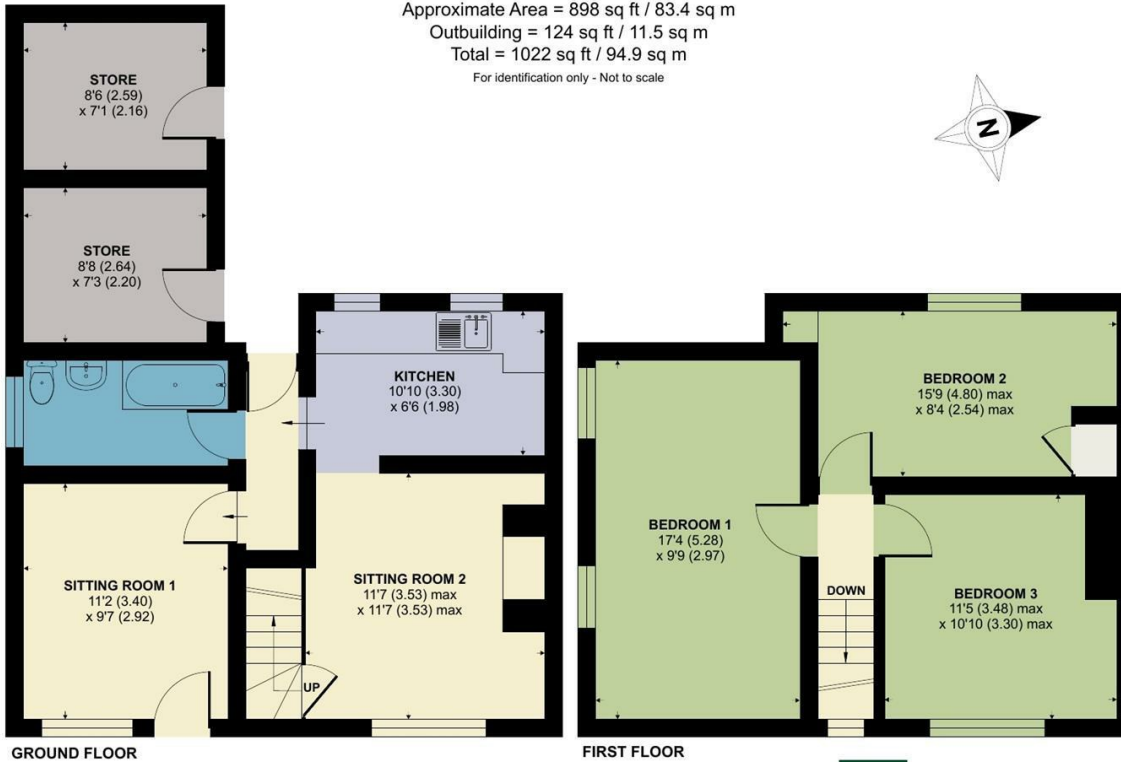 Approximate Area = 898 sq ft / 83.4 sq m
Outbuilding = 124 sq ft / 11.5 sq m
Total = 1022 sq ft / 94.9 sq m
For identification only - Not to scale
N
STORE
8'6 (2.59)
x 7'1 (2.16)
STORE
8'8 (2.64)
x 7'3 (2.20)
KITCHEN
10'10 (3.30)
x 6'6 (1.98)
SITTING ROOM 1
11'2 (3.40)
x 9'7 (2.92)
SITTING ROOM 2
11'7 (3.53) max
x 11'7 (3.53) max
UP
GROUND FLOOR
BEDROOM 2
15'9 (4.80) max
x 8'4 (2.54) max
BEDROOM 1
17'4 (5.28)
x 9'9 (2.97)
DOWN
BEDROOM 3
11'5 (3.48) max
x 10'10 (3.30) max
FIRST FLOOR